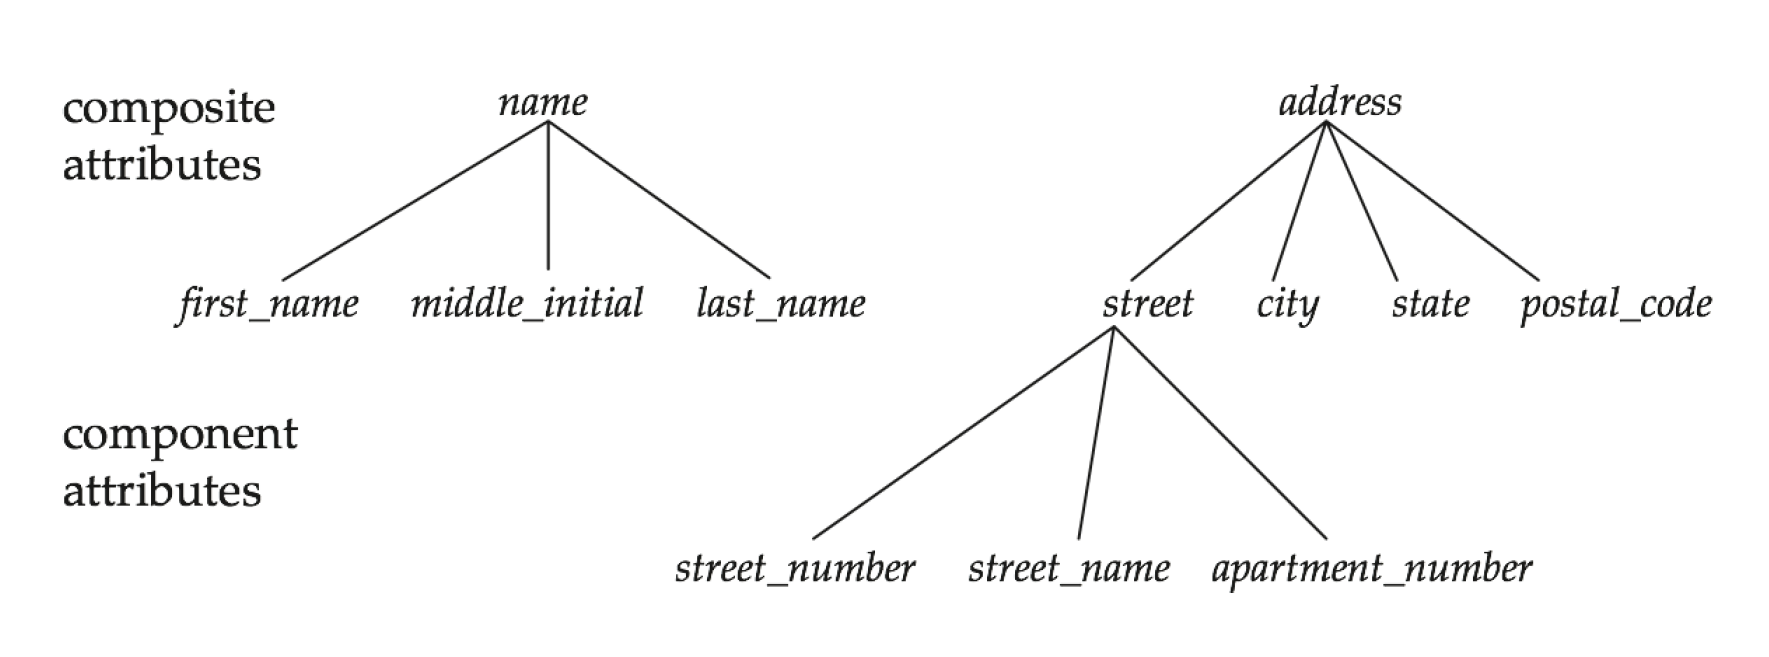 composite
attributes
name
address
first_name middle_initial last_name
street city state postal_code
component
attributes
street_number street_name apartment_number